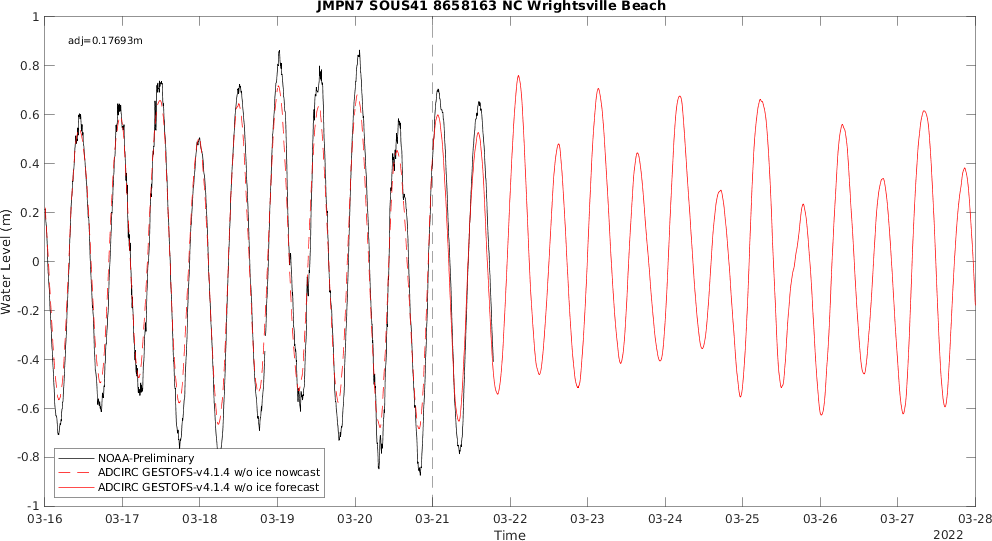 JMPN7 SOUS41 8658163 NC Wrightsville Beach
adj=0.17693m
1
0.8
0.6
0.4
0.2
0
-0.2
-0.4
-0.6
-0.8
-1
Water Level (m)
NOAA-Preliminary
ADCIRC GESTOFS-v4.1.4 w/o ice nowcast
ADCIRC GESTOFS-v4.1.4 w/o ice forecast
03-16 03-17 03-18 03-19 03-20 03-21 03-22 03-23 03-24 03-25 03-26 03-27 03-28
Time
2022